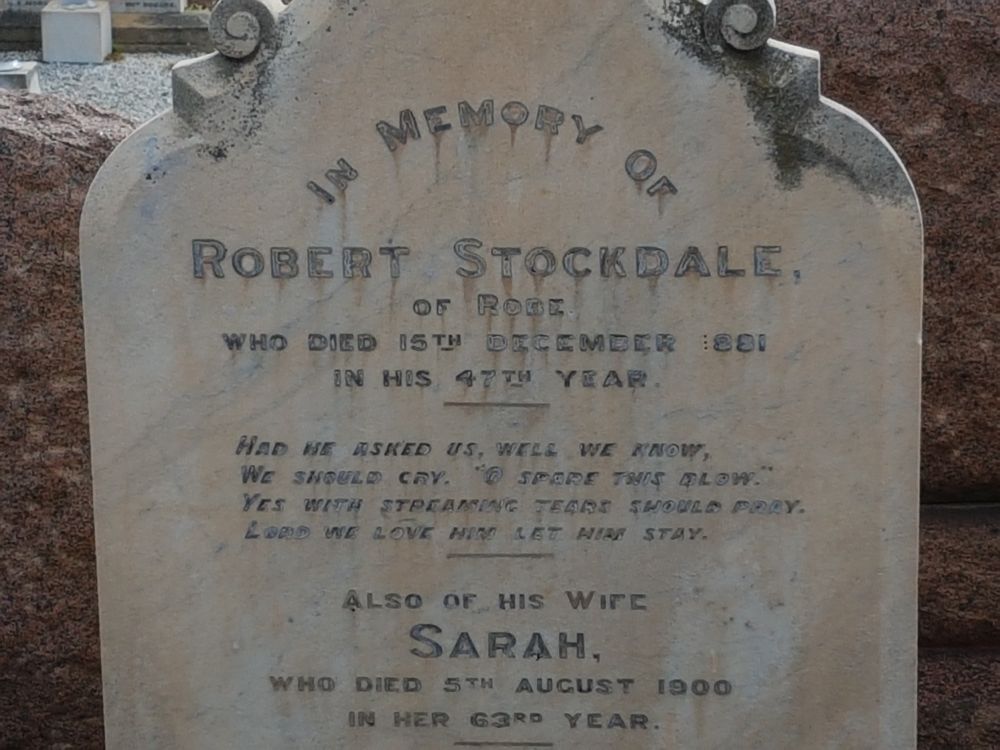 IN MEMORY OF
ROBERT STOCKDALE,
OF ROBE.
WHO DIED 15TH DECEMBER 1881
IN HIS 47TH YEAR.
HAD HE ASKED US, WELL WE KNOW,
WE SHOULD CRY. "O SPARE THIS BLOW."
YES WITH STREAMING TEARS SHOULD PRAY.
LORD WE LOVE HIM LET HIM STAY.
ALSO OF HIS WIFE
SARAH,
WHO DIED 5TH AUGUST 1900
IN HER 63RD YEAR.